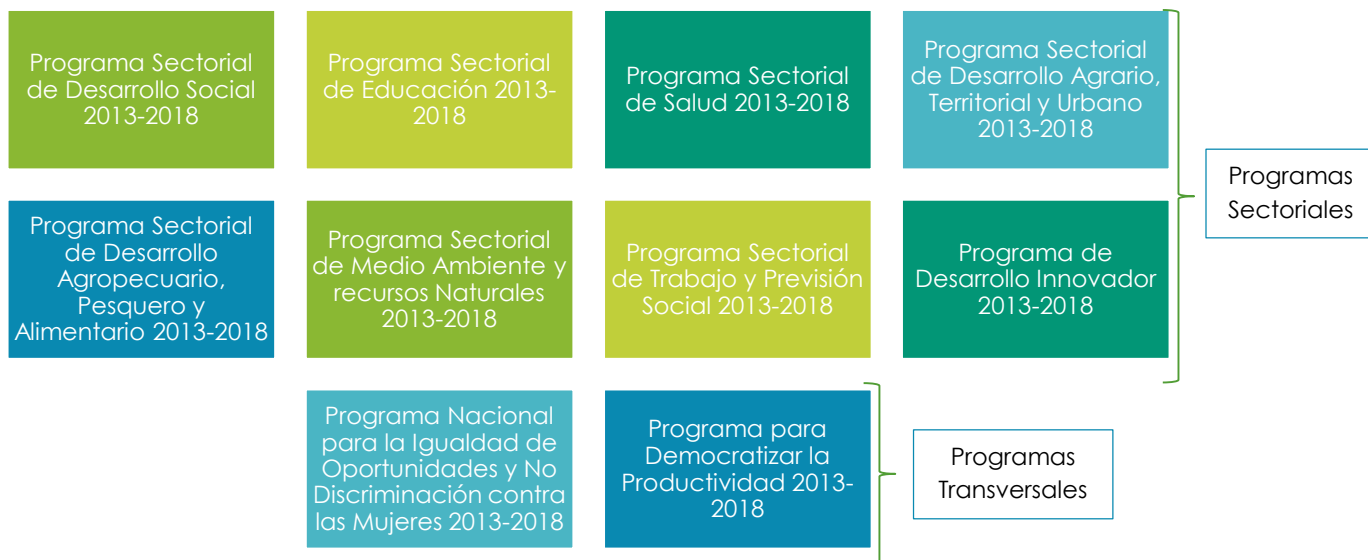 Programa Sectorial
de Desarrollo Social
2013-2018
Programa Sectorial
de Educación 2013-
2018
Programa Sectorial
de Salud 2013-2018
Programa Sectorial
de Desarrollo Agrario,
Territorial y Urbano
2013-2018
Programas
Sectoriales
Programa Sectorial
de Desarrollo
Agropecuario,
Pesquero y
Alimentario 2013-2018
Programa Sectorial
de Medio Ambiente y
recursos Naturales
2013-2018
Programa Sectorial
de Trabajo y Previsión
Social 2013-2018
Programa de
Desarrollo Innovador
2013-2018
Programa Nacional
para la Igualdad de
Oportunidades y No
Discriminación contra
las Mujeres 2013-2018
Programa para
Democratizar la
Productividad 2013-
2018
Programas
Transversales